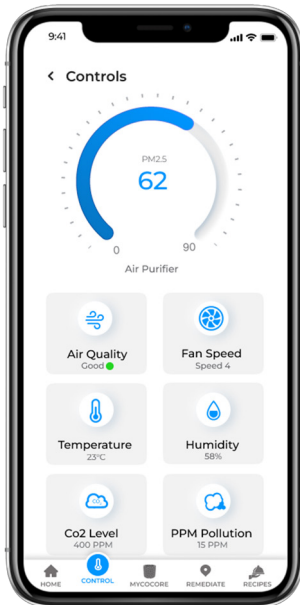 9:41
Controls
PM2.5
62
0 90
Air Purifier
Air Quality Fan Speed
Good Speed 4
Temperature Humidity
23°C 58%
CO₂
Co2 Level PPM Pollution
400 PPM 15 PPM
HOME CONTROL MYCOCORE REMEDIATE RECIPES